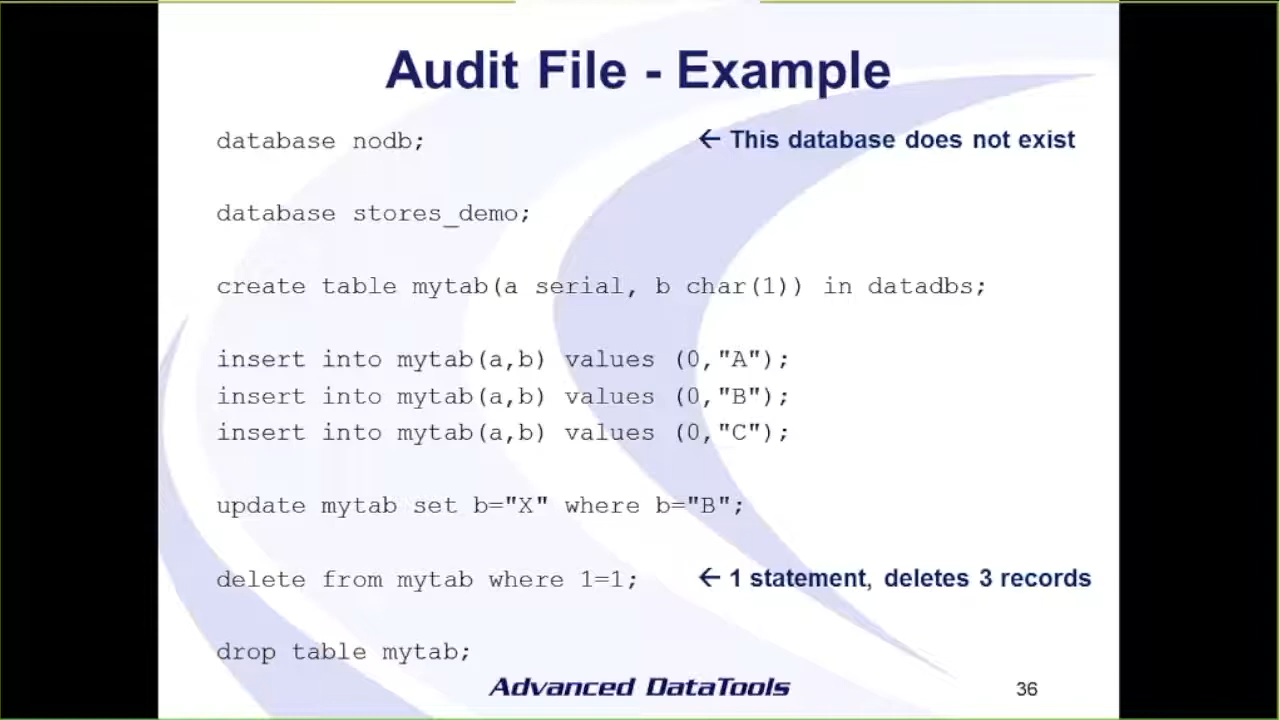 Audit File - Example
database nodb; ← This database does not exist
database stores_demo;
create table mytab(a serial, b char(1)) in datadbs;
insert into mytab(a,b) values (0,"A");
insert into mytab(a,b) values (0,"B");
insert into mytab(a,b) values (0,"C");
update mytab set b="X" where b="B";
delete from mytab where 1=1; ← 1 statement, deletes 3 records
drop table mytab;
Advanced DataTools 36